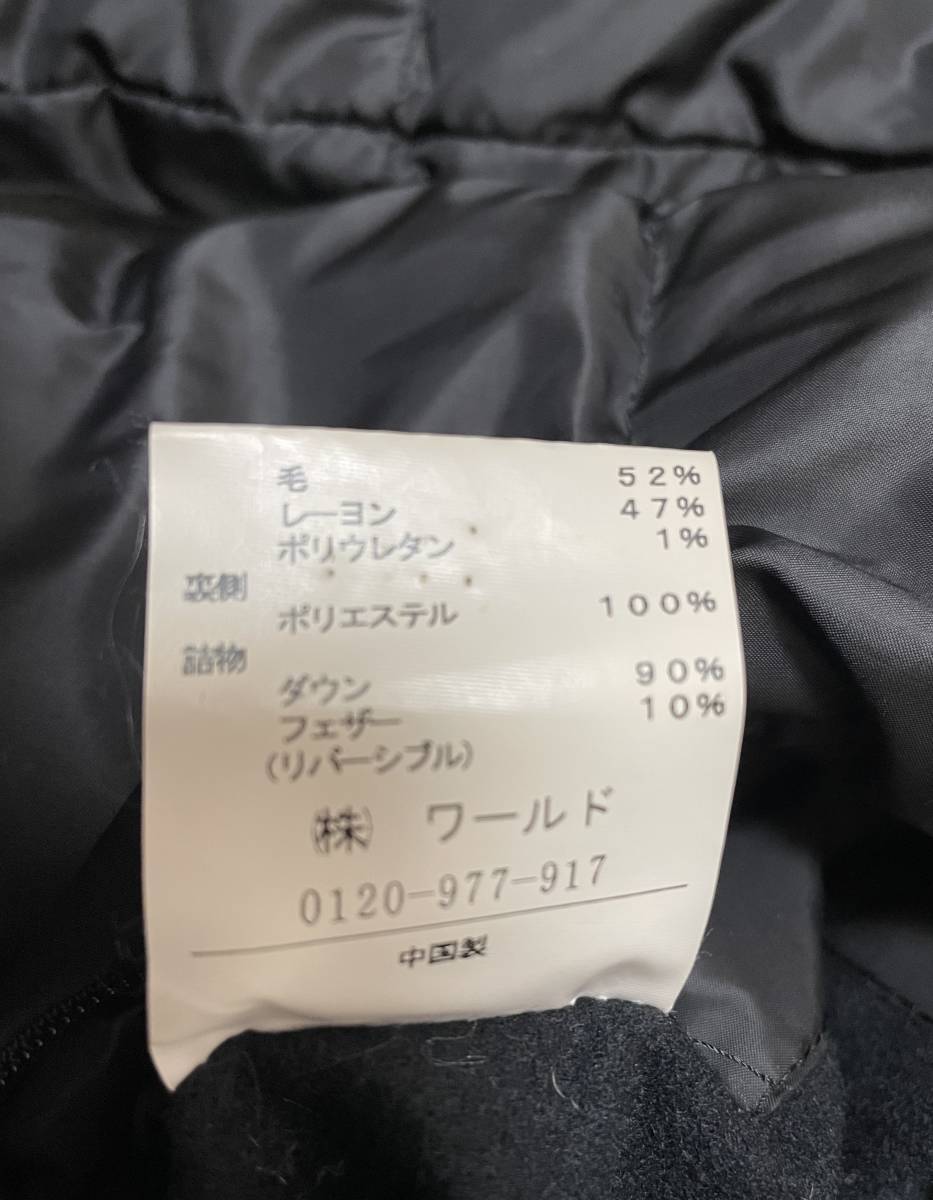 毛 52%
レーヨン 47%
ポリウレタン 1%
裏側
ポリエステル 100%
詰物
ダウン 90%
フェザー 10%
(リバーシブル)
㈱ ワールド
0120-977-917
中国製